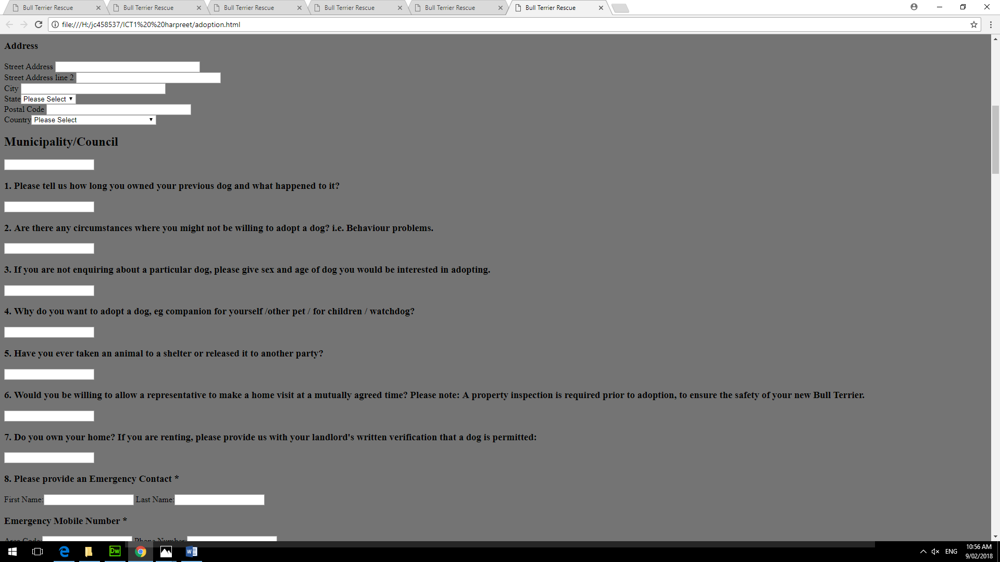 Bull Terrier Rescue Bull Terrier Rescue Bull Terrier Rescue Bull Terrier Rescue Bull Terrier Rescue Bull Terrier Rescue
file:///H:/jc458537/ICT1%20%20harpreet/adoption.html
Address
Street Address
Street Address line 2
City
State Please Select
Postal Code
Country Please Select
Municipality/Council
1. Please tell us how long you owned your previous dog and what happened to it?
2. Are there any circumstances where you might not be willing to adopt a dog? i.e. Behaviour problems.
3. If you are not enquiring about a particular dog, please give sex and age of dog you would be interested in adopting.
4. Why do you want to adopt a dog, eg companion for yourself /other pet / for children / watchdog?
5. Have you ever taken an animal to a shelter or released it to another party?
6. Would you be willing to allow a representative to make a home visit at a mutually agreed time? Please note: A property inspection is required prior to adoption, to ensure the safety of your new Bull Terrier.
7. Do you own your home? If you are renting, please provide us with your landlord's written verification that a dog is permitted:
8. Please provide an Emergency Contact *
First Name: Last Name:
Emergency Mobile Number *
Area Code: Phone Number:
Dw
W
ENG
10:56 AM
9/02/2018